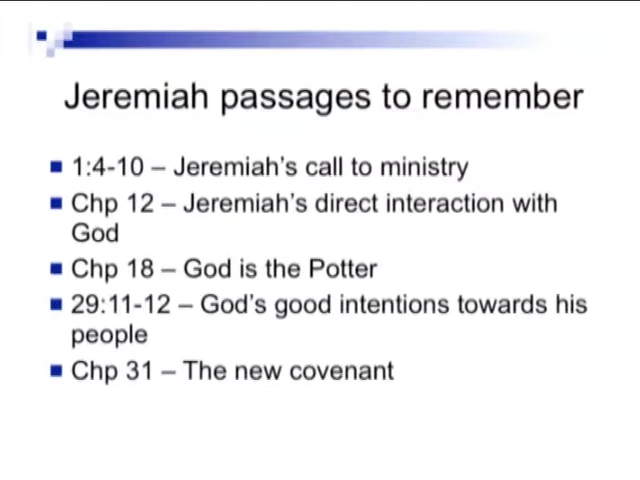 Jeremiah passages to remember
1:4-10 – Jeremiah's call to ministry
Chp 12 – Jeremiah's direct interaction with
God
Chp 18 – God is the Potter
29:11-12 – God's good intentions towards his
people
Chp 31 – The new covenant